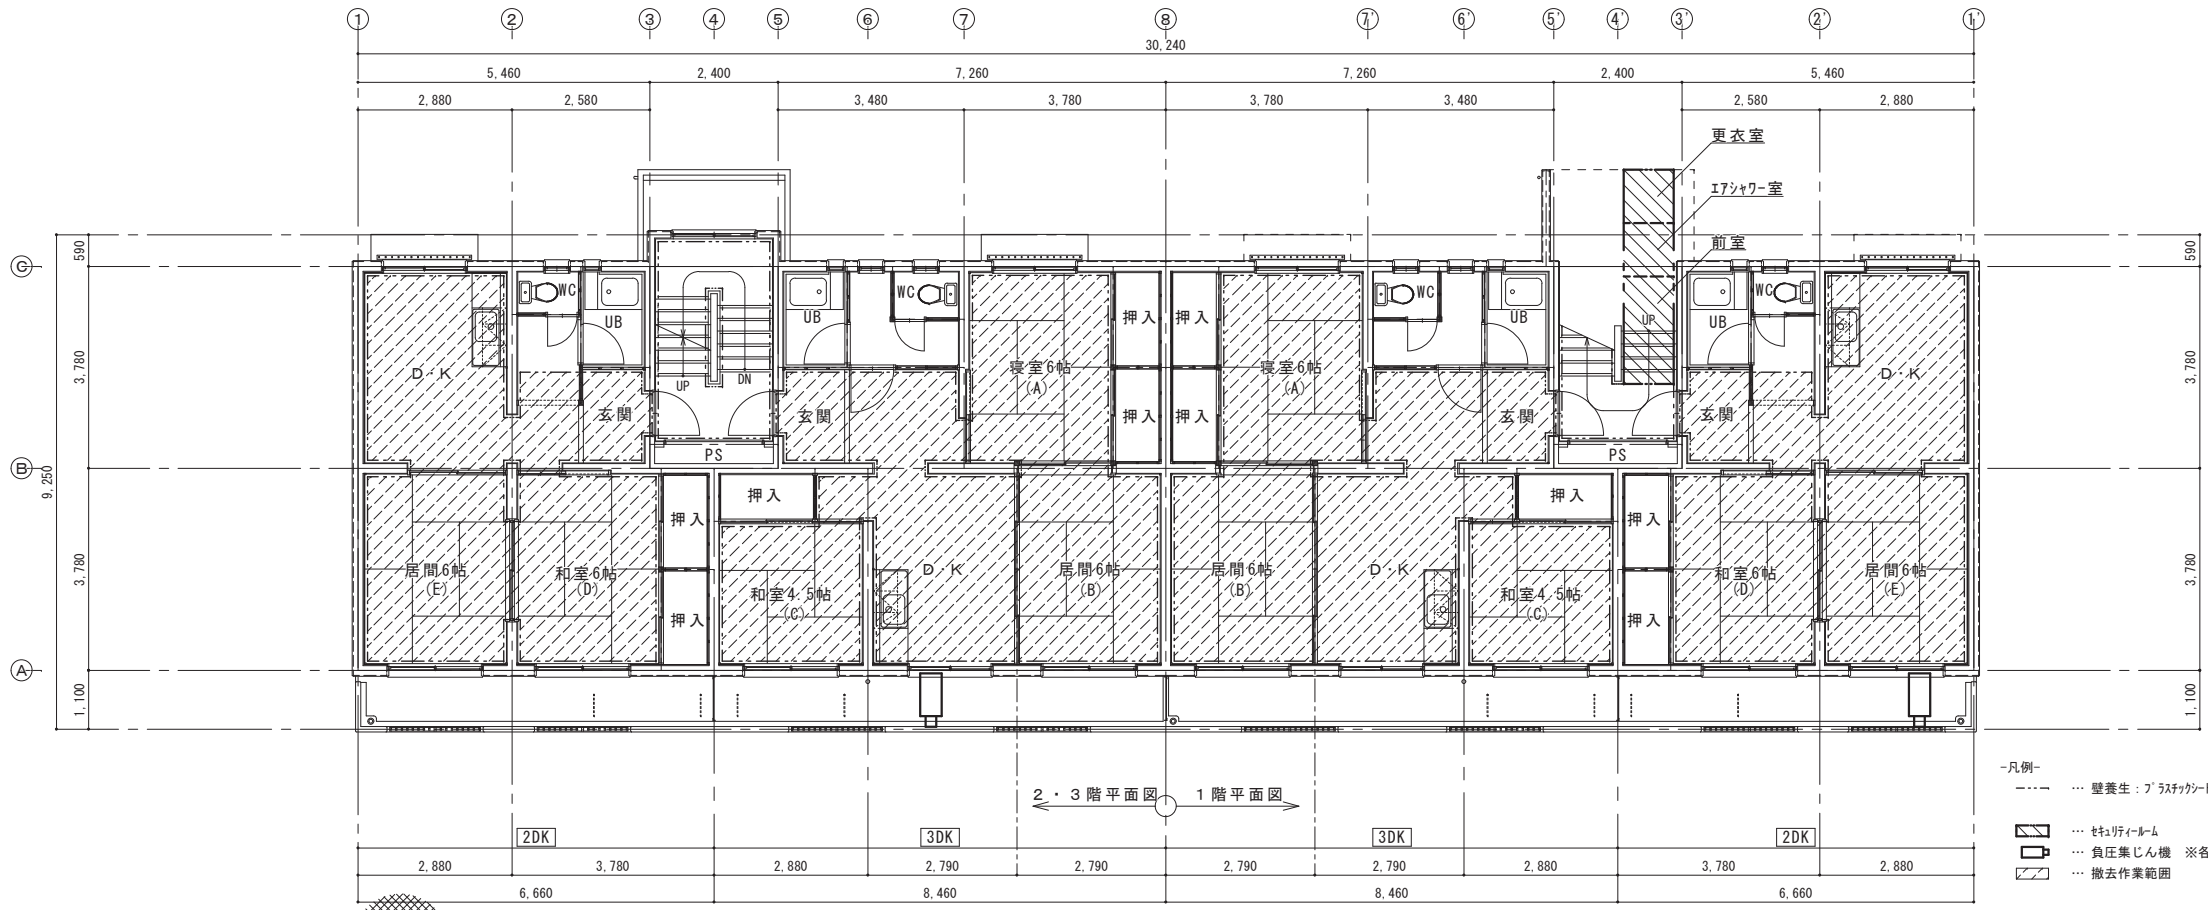 ① ② ③ ④ ⑤ ⑥ ⑦ ⑧ ⑦' ⑥' ⑤' ④' ③' ②' ①'
30,240
5,460 2,400 7,260 7,260 2,400 5,460
2,880 2,580 3,480 3,780 3,780 3,480 2,580 2,880
更衣室
エアシャワー室
前室
590 590
Ⓒ
WC UB UB WC WC UB UP UB WC
押入 押入
3,780 D・K 寝室6帖 寝室6帖 D・K 3,780
(A) (A)
UP DN
玄関 玄関 押入 押入 玄関 玄関
PS PS
Ⓑ
9,250
押入 押入 押入 押入
3,780 居間6帖 和室6帖 D・K 居間6帖 居間6帖 D・K 和室6帖 居間6帖 3,780
(E) (D) (B) (B) (D) (E)
和室4.5帖 和室4.5帖
(C) (C)
押入 押入
Ⓐ
1,100 1,100
2・3階平面図 1階平面図
2DK 3DK 3DK 2DK
2,880 3,780 2,880 2,790 2,790 2,790 2,790 2,880 3,780 2,880
6,660 8,460 8,460 6,660
-凡例-
… 壁養生:プラスチックシート
… セキュリティールーム
… 負圧集じん機 ※各
… 撤去作業範囲